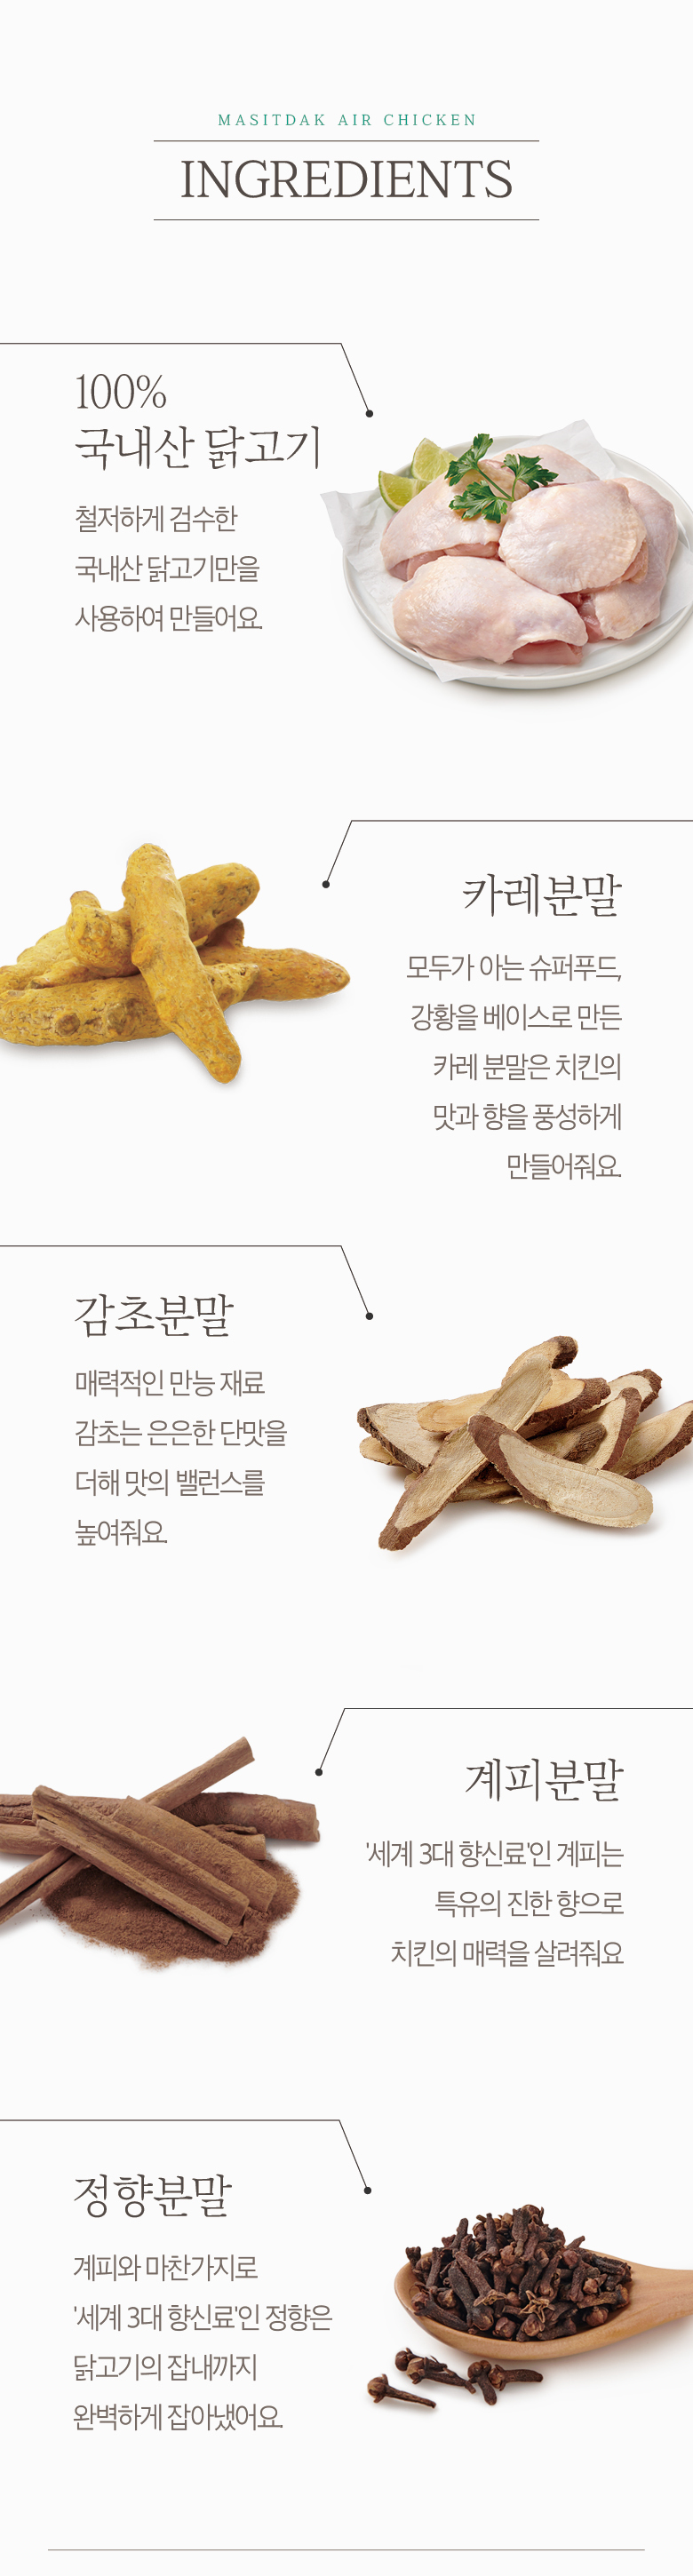 MASITDAK AIR CHICKEN
INGREDIENTS
100%
국내산 닭고기
철저하게 검수한
국내산 닭고기만을
사용하여 만들어요.
카레분말
모두가 아는 슈퍼푸드,
강황을 베이스로 만든
카레 분말은 치킨의
맛과 향을 풍성하게
만들어줘요.
감초분말
매력적인 만능 재료
감초는 은은한 단맛을
더해 맛의 밸런스를
높여줘요.
계피분말
'세계 3대 향신료'인 계피는
특유의 진한 향으로
치킨의 매력을 살려줘요
정향분말
계피와 마찬가지로
'세계 3대 향신료'인 정향은
닭고기의 잡내까지
완벽하게 잡아냈어요.